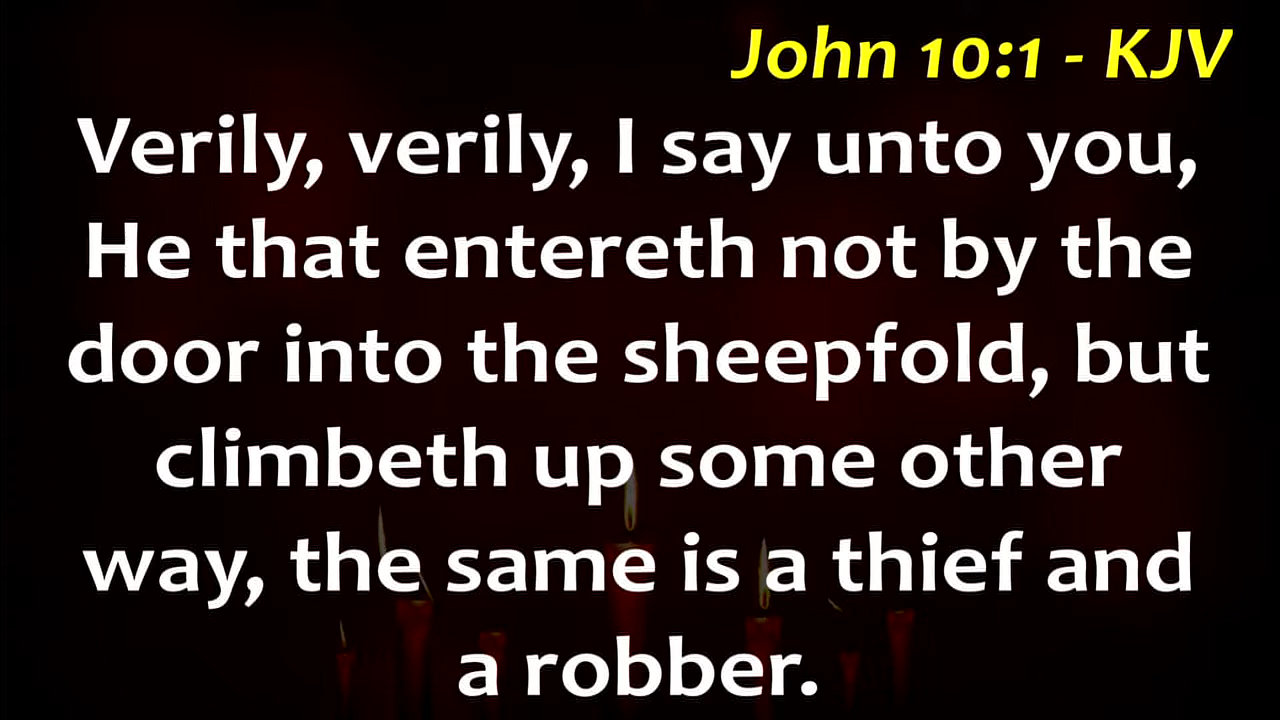 John 10:1 - KJV
Verily, verily, I say unto you,
He that entereth not by the
door into the sheepfold, but
climbeth up some other
way, the same is a thief and
a robber.